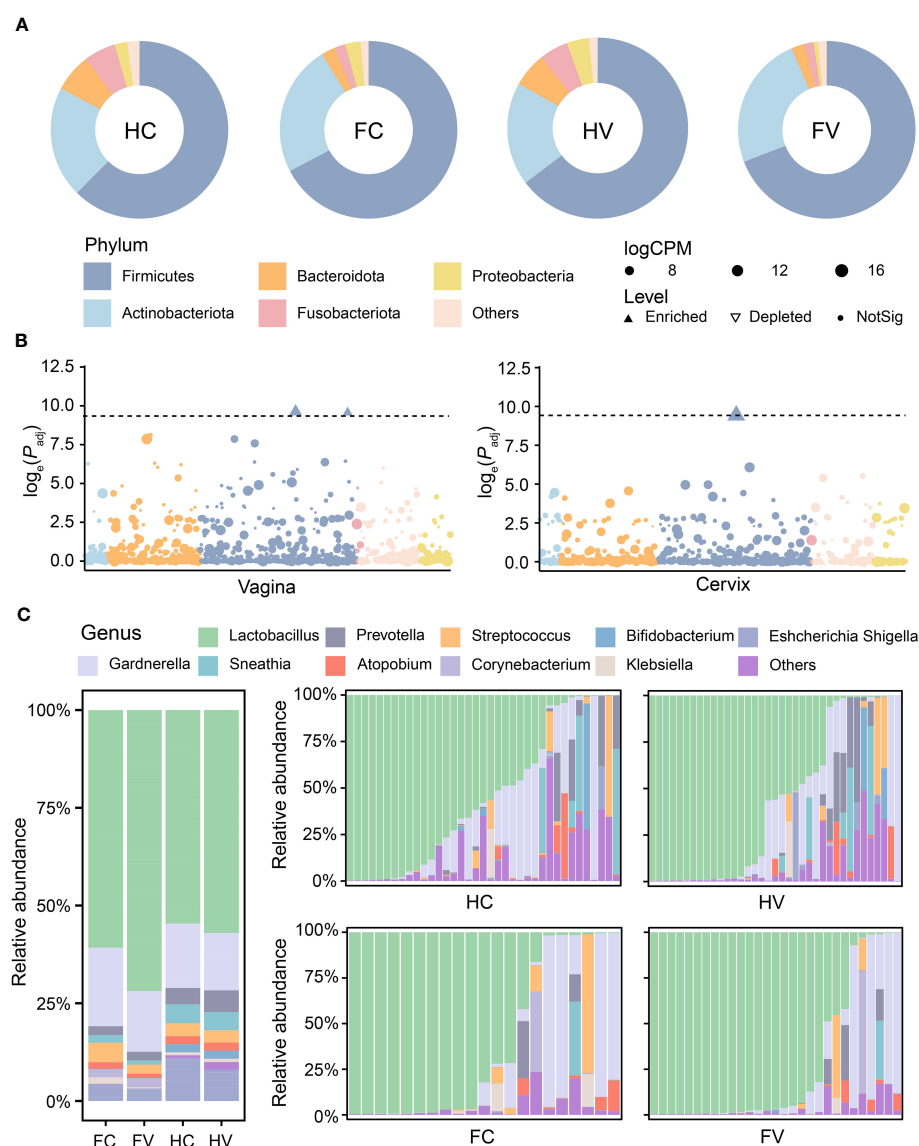 A
HC
FC
HV
FV
Phylum
Firmicutes
Bacteroidota
Proteobacteria
Actinobacteriota
Fusobacteriota
Others
logCPM
8
12
16
Level
Enriched
Depleted
NotSig
B
12.5
10.0
7.5
5.0
2.5
0.0
logₑ(Padj)
Vagina
12.5
10.0
7.5
5.0
2.5
0.0
logₑ(Padj)
Cervix
C
Genus
Lactobacillus
Prevotella
Streptococcus
Bifidobacterium
Eshcherichia Shigella
Gardnerella
Sneathia
Atopobium
Corynebacterium
Klebsiella
Others
100%
75%
50%
25%
0%
Relative abundance
FC FV HC HV
100%
75%
50%
25%
0%
Relative abundance
HC
HV
100%
75%
50%
25%
0%
Relative abundance
FC
FV